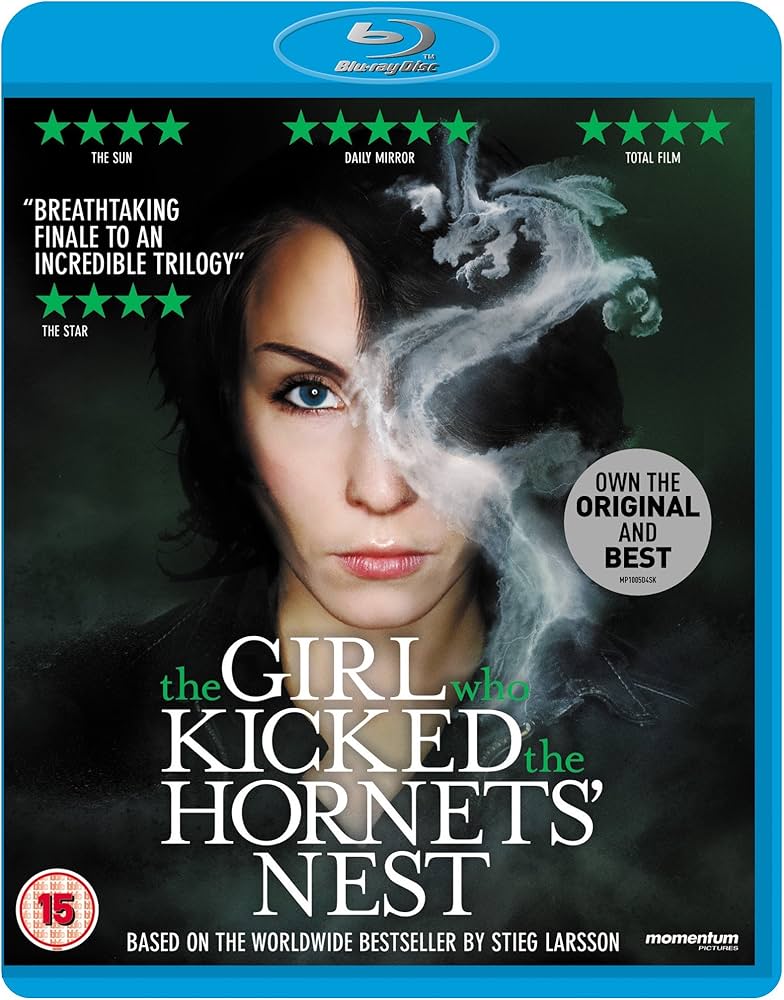 Blu-ray Disc™
THE SUN
DAILY MIRROR
TOTAL FILM
“BREATHTAKING
FINALE TO AN
INCREDIBLE TRILOGY”
THE STAR
OWN THE
ORIGINAL
AND
BEST
MP1005D4SK
the GIRL who
KICKED the
HORNETS’
NEST
15
BASED ON THE WORLDWIDE BESTSELLER BY STIEG LARSSON
momentum
PICTURES